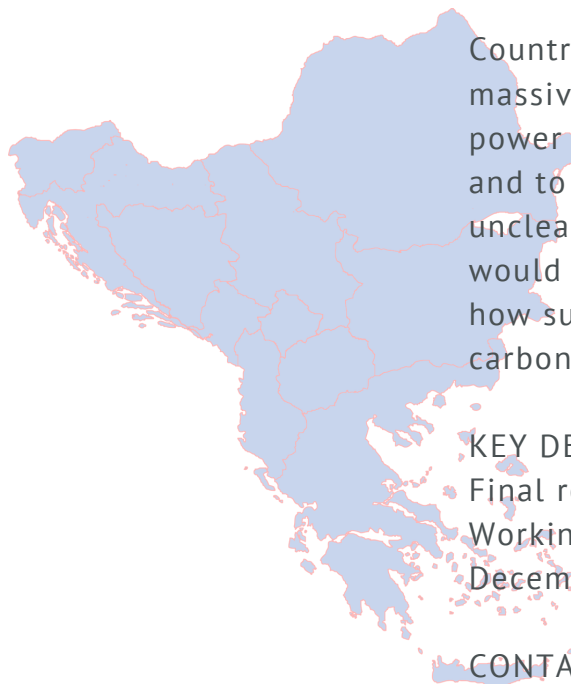 Countr
massiv
power
and to
unclea
would
how su
carbon
KEY DE
Final r
Workin
Decem
CONTA